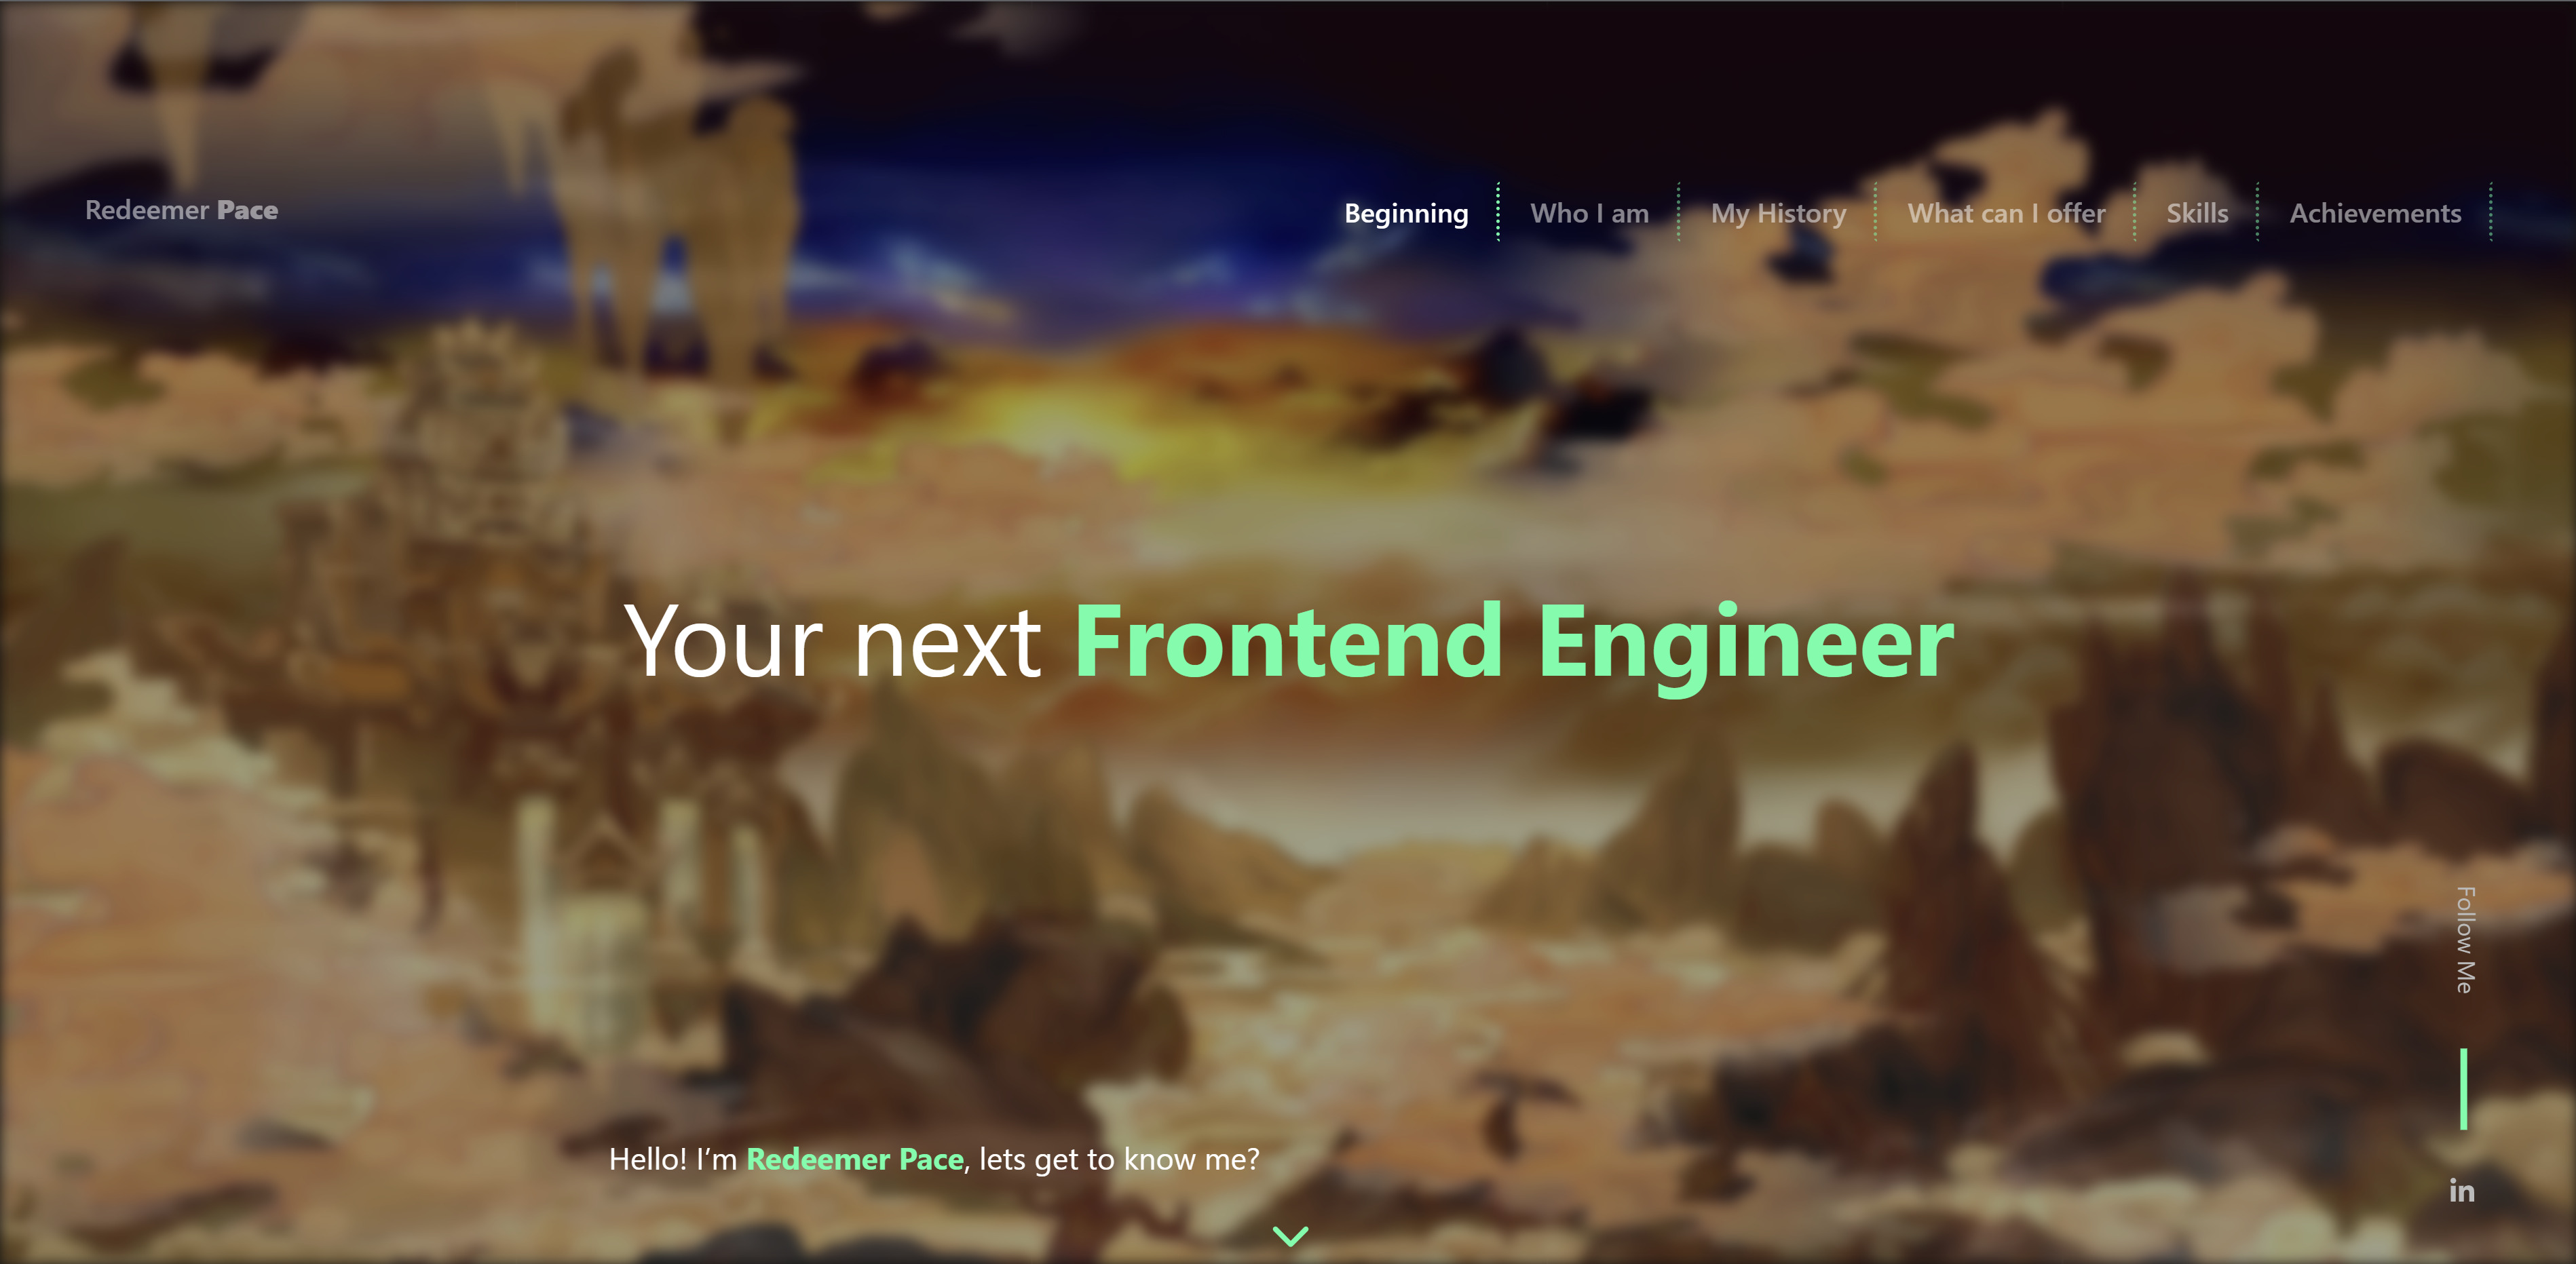 Redeemer Pace
Beginning
Who I am
My History
What can I offer
Skills
Achievements
Your next Frontend Engineer
Follow Me
Hello! I’m Redeemer Pace, lets get to know me?
in